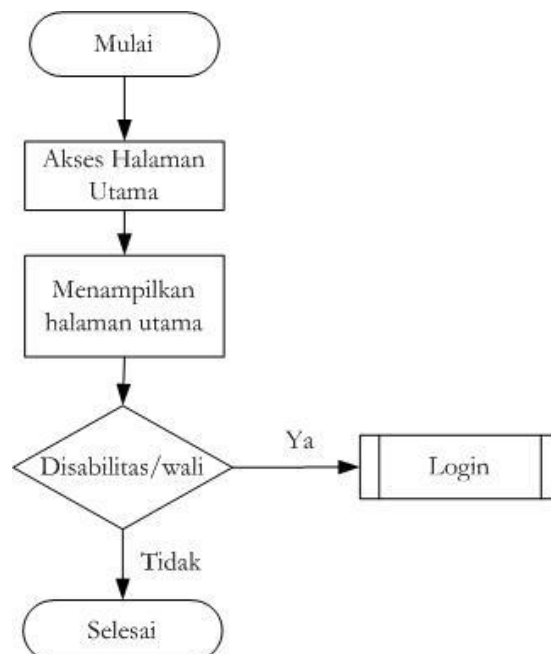 Mulai
Akses Halaman
Utama
Menampilkan
halaman utama
Disabilitas/wali
Ya
Login
Tidak
Selesai